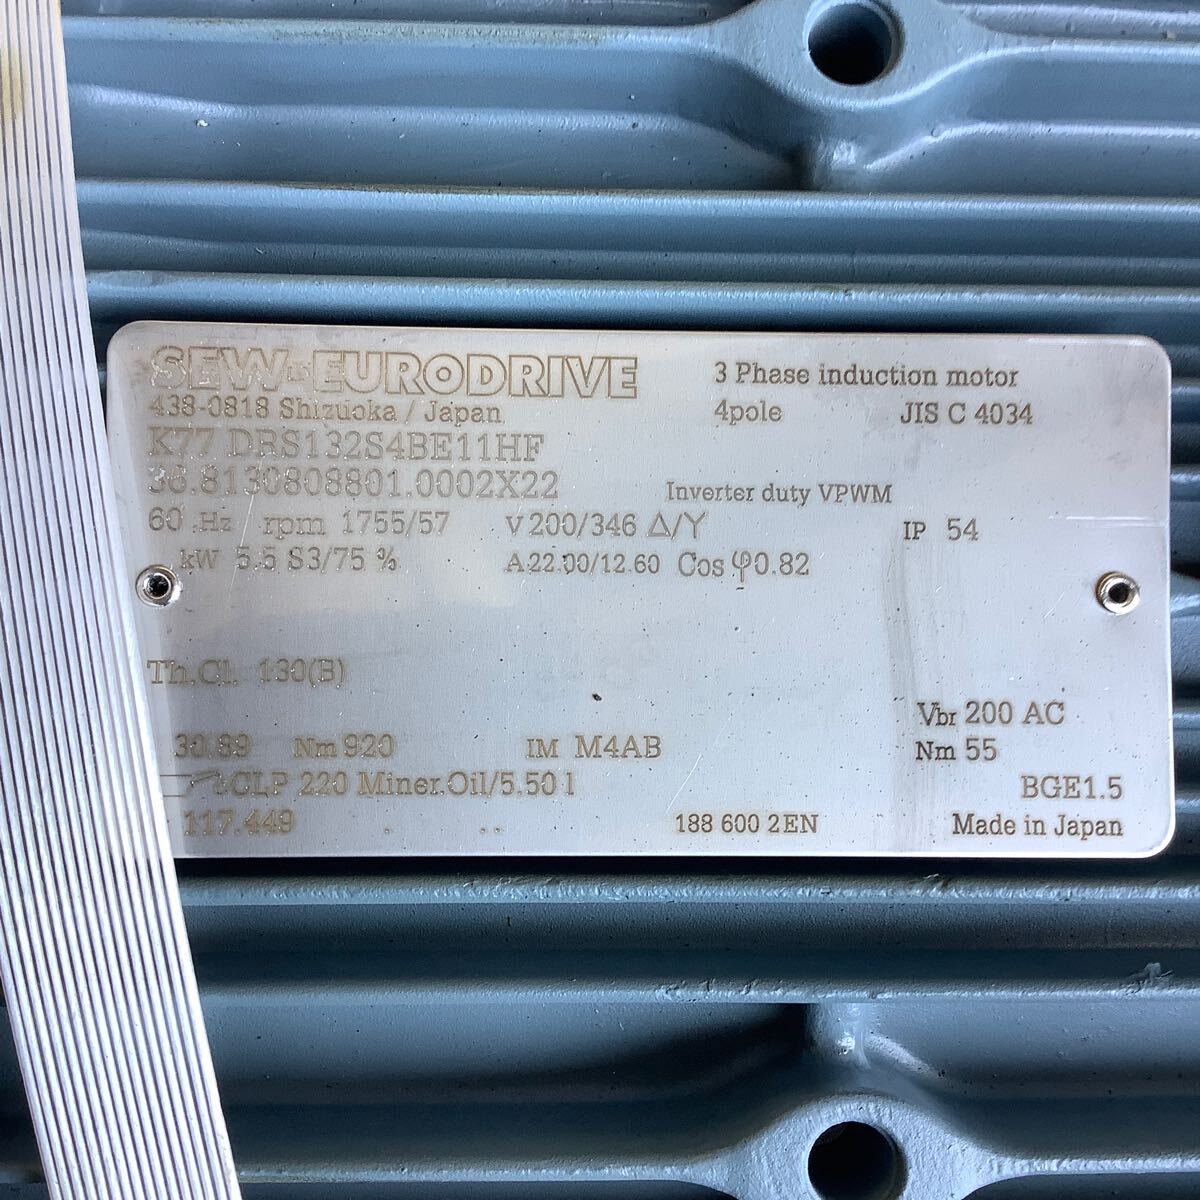 SEW-EURODRIVE
438-0818 Shizuoka / Japan
3 Phase induction motor
4pole JIS C 4034
K77 DRS132S4BE11HF
36.8130808801.0002X22
Inverter duty VPWM
60 Hz rpm 1755/57 V 200/346 Δ/Y IP 54
kW 5.5 S3/75 % A 22.00/12.60 Cos φ0.82
Th.Cl. 130(B)
Vbr 200 AC
30.89 Nm 920 IM M4AB Nm 55
CLP 220 Miner.Oil/5.50 l BGE1.5
117.449 188 600 2EN Made in Japan